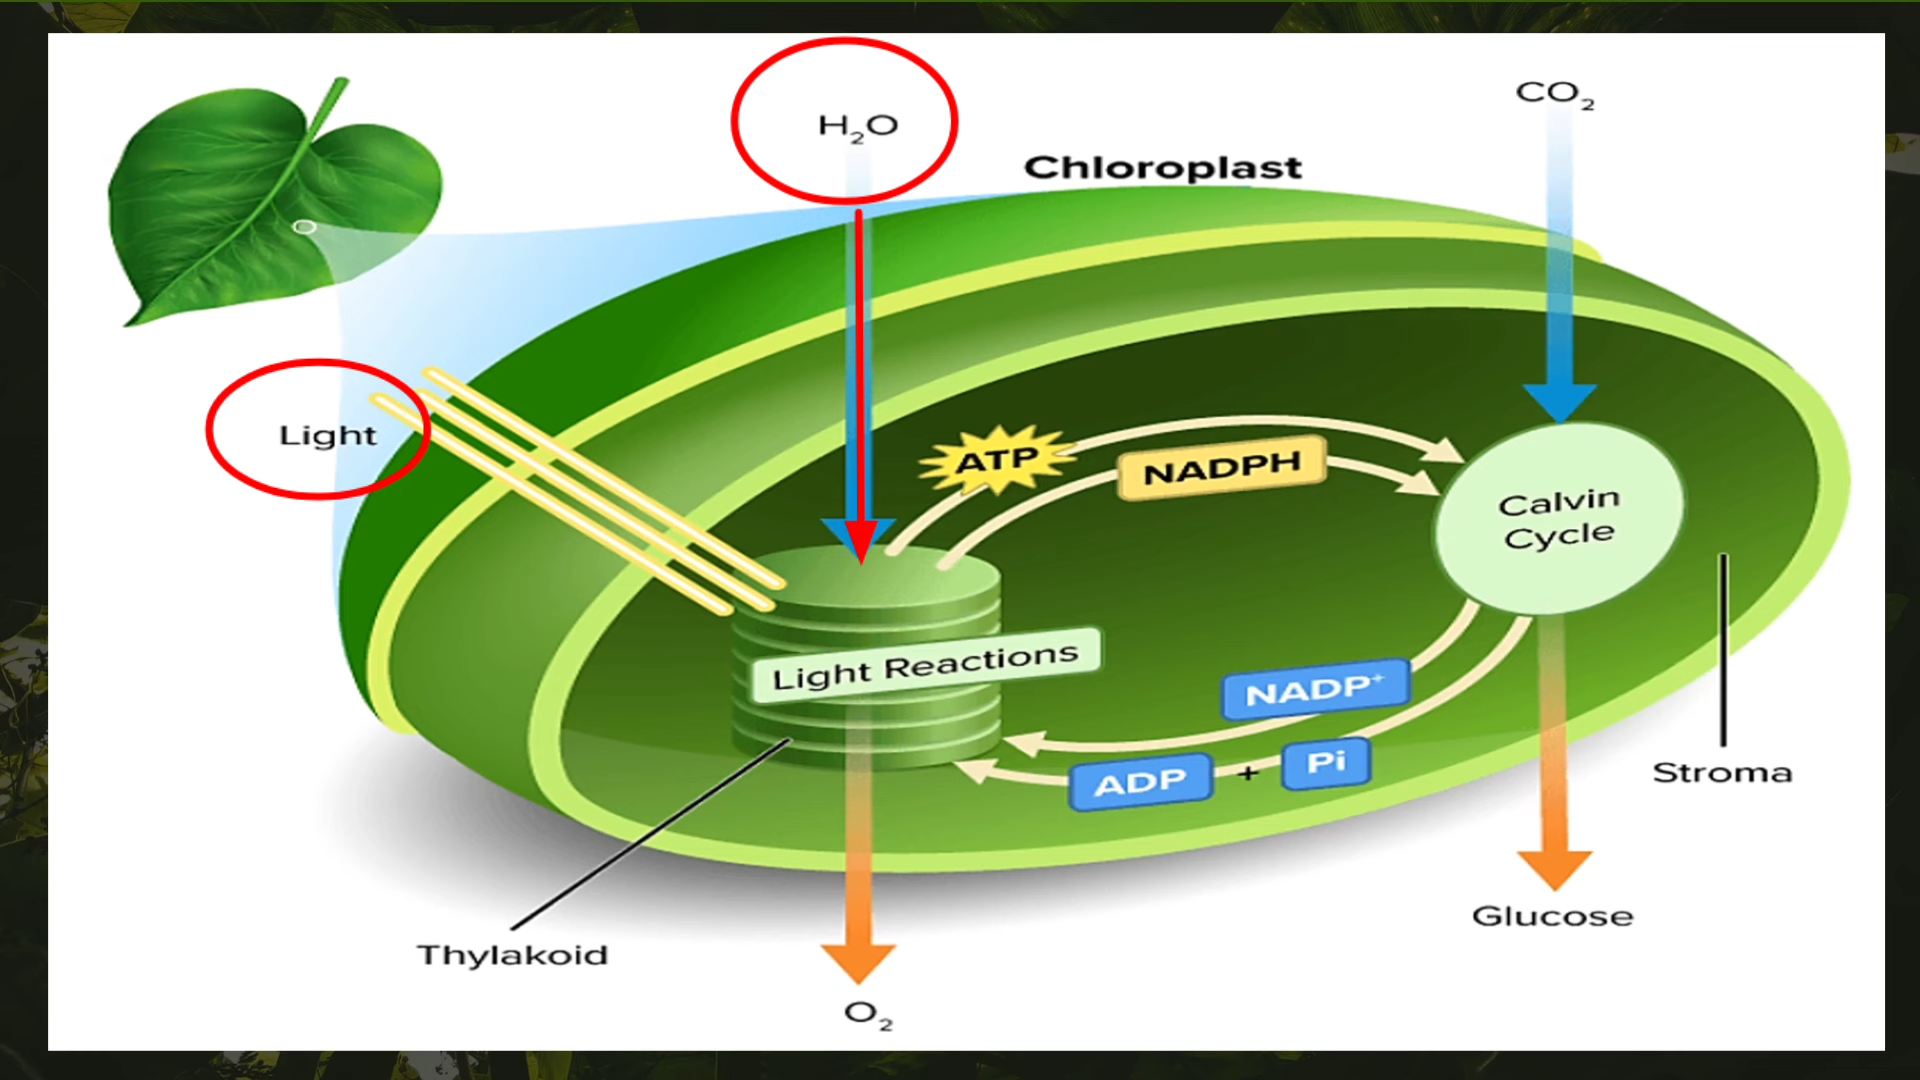 H₂O
CO₂
Chloroplast
Light
ATP
NADPH
Calvin
Cycle
Light Reactions
NADP⁺
ADP + Pi
Stroma
Glucose
Thylakoid
O₂